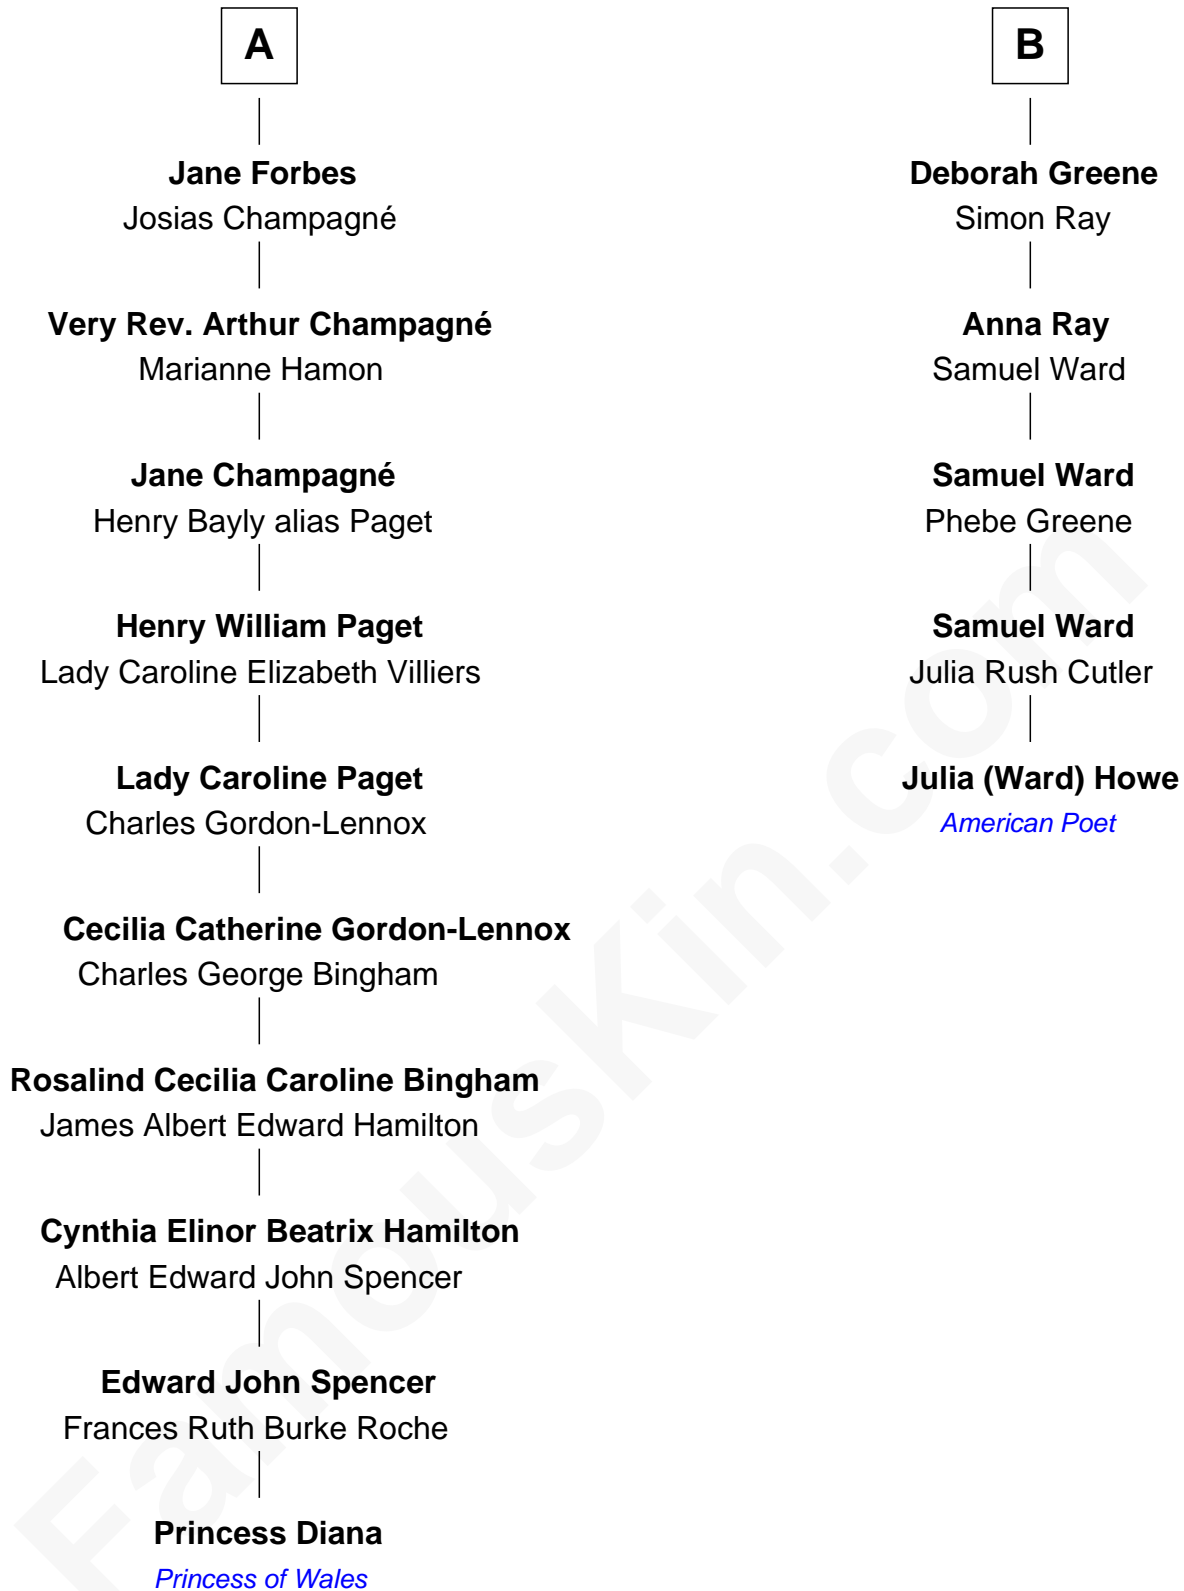 A
Jane Forbes
Josias Champagné
Very Rev. Arthur Champagné
Marianne Hamon
Jane Champagné
Henry Bayly alias Paget
Henry William Paget
Lady Caroline Elizabeth Villiers
Lady Caroline Paget
Charles Gordon-Lennox
Cecilia Catherine Gordon-Lennox
Charles George Bingham
Rosalind Cecilia Caroline Bingham
James Albert Edward Hamilton
Cynthia Elinor Beatrix Hamilton
Albert Edward John Spencer
Edward John Spencer
Frances Ruth Burke Roche
Princess Diana
Princess of Wales
B
Deborah Greene
Simon Ray
Anna Ray
Samuel Ward
Samuel Ward
Phebe Greene
Samuel Ward
Julia Rush Cutler
Julia (Ward) Howe
American Poet
FamousKin.com